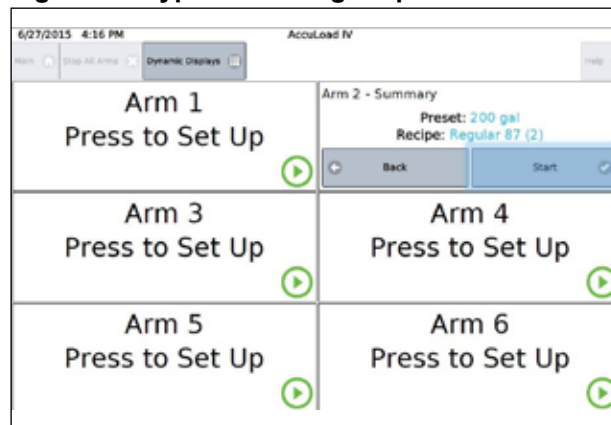 6/27/2015 4:16 PM AccuLoad IV
Main Stop All Arms Dynamic Displays Help
Arm 1
Press to Set Up
Arm 2 - Summary
Preset: 200 gal
Recipe: Regular 87 (2)
Back Start
Arm 3
Press to Set Up
Arm 4
Press to Set Up
Arm 5
Press to Set Up
Arm 6
Press to Set Up